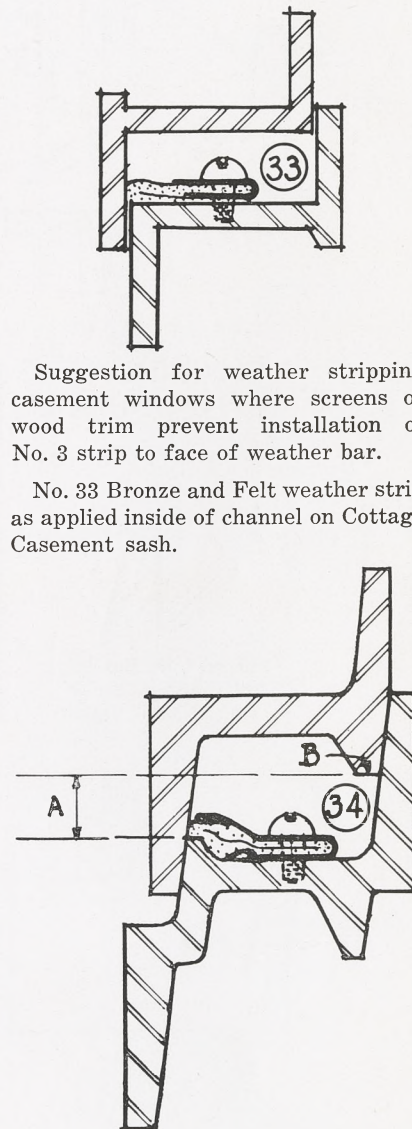 33
Suggestion for weather strippin
casement windows where screens o
wood trim prevent installation o
No. 3 strip to face of weather bar.
No. 33 Bronze and Felt weather stri
as applied inside of channel on Cottag
Casement sash.
B
A
34